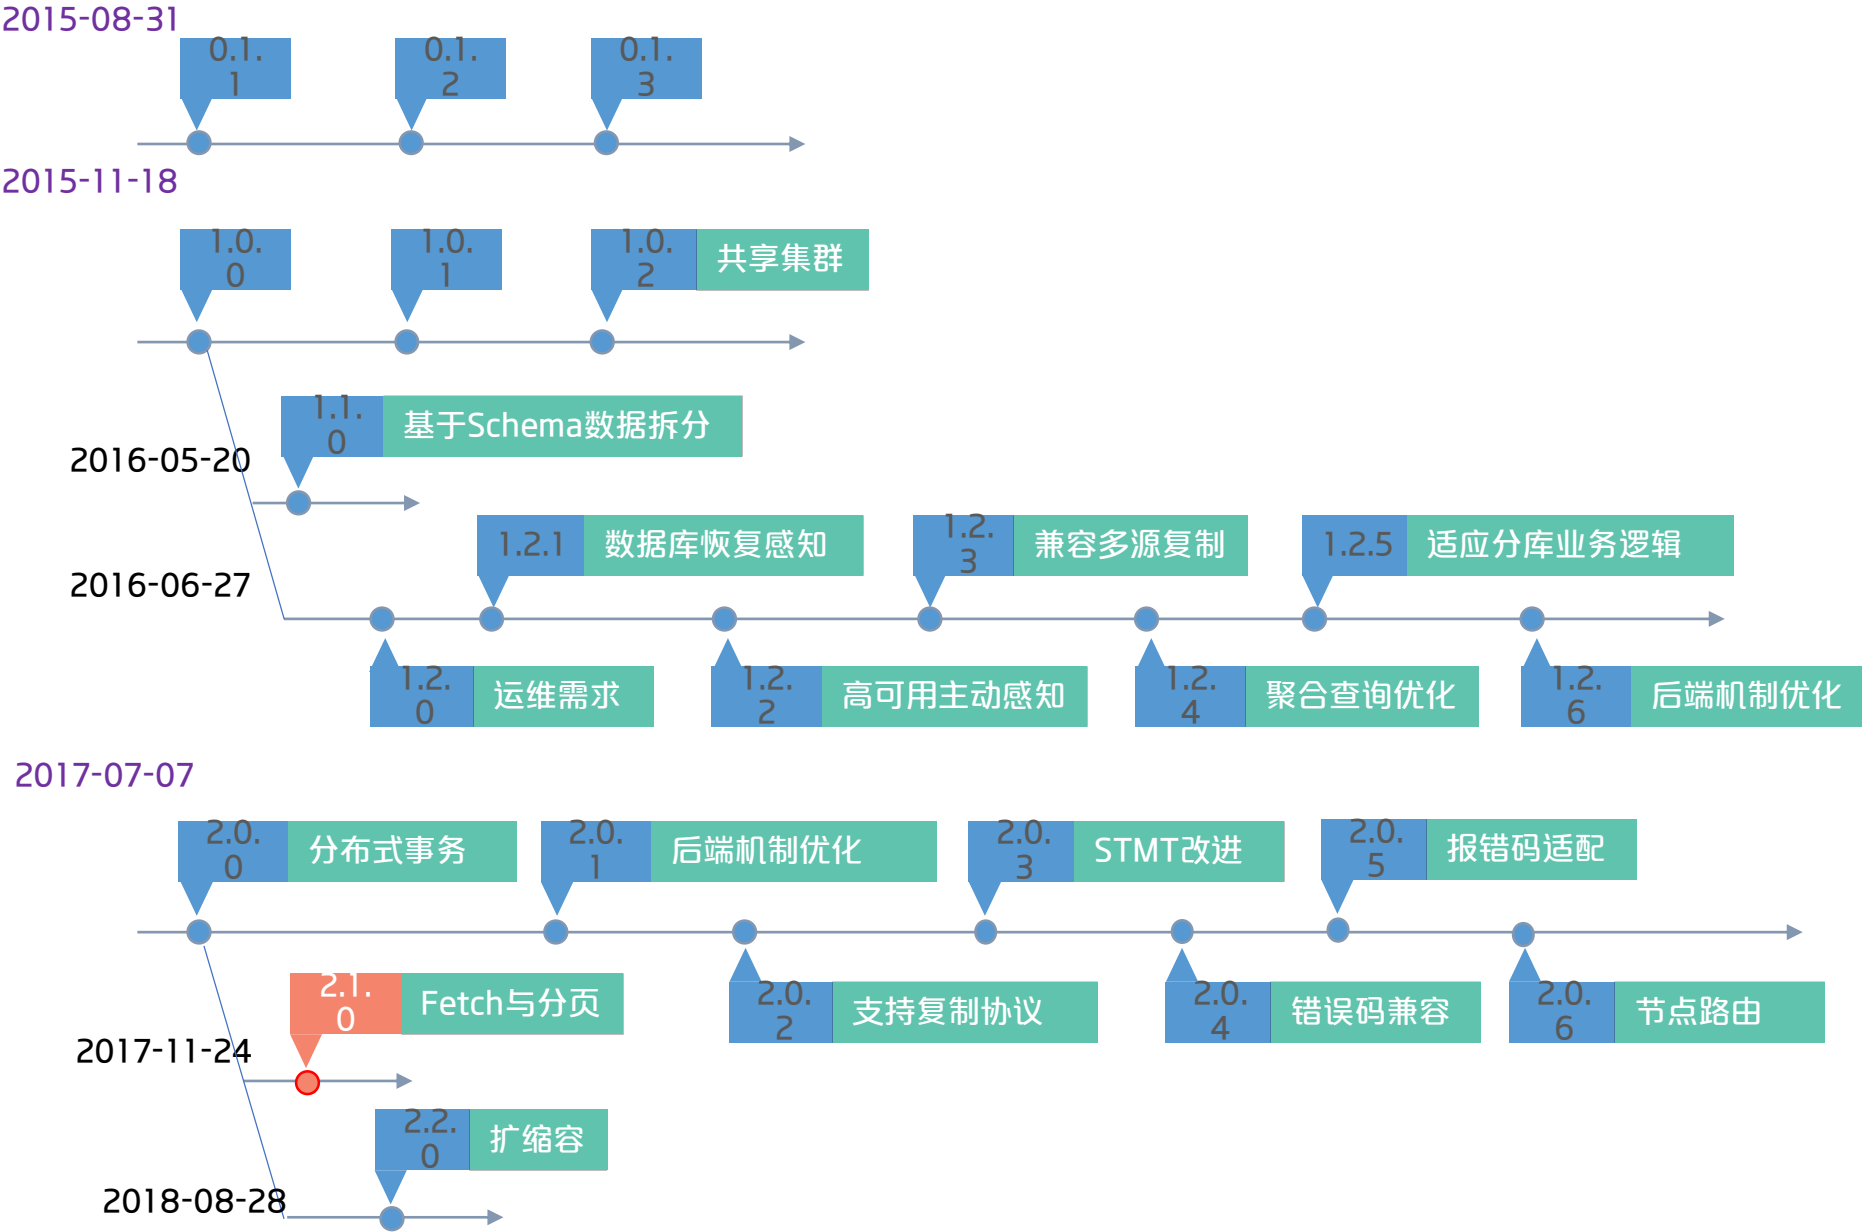 2015-08-31
0.1.
1
0.1.
2
0.1.
3
2015-11-18
1.0.
0
1.0.
1
1.0.
2
共享集群
1.1.
0
基于Schema数据拆分
2016-05-20
1.2.1
数据库恢复感知
1.2.
3
兼容多源复制
1.2.5
适应分库业务逻辑
2016-06-27
1.2.
0
运维需求
1.2.
2
高可用主动感知
1.2.
4
聚合查询优化
1.2.
6
后端机制优化
2017-07-07
2.0.
0
分布式事务
2.0.
1
后端机制优化
2.0.
3
STMT改进
2.0.
5
报错码适配
2.1.
0
Fetch与分页
2.0.
2
支持复制协议
2.0.
4
错误码兼容
2.0.
6
节点路由
2017-11-24
2.2.
0
扩缩容
2018-08-28